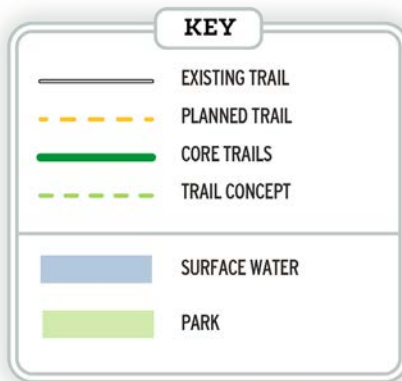 KEY
EXISTING TRAIL
PLANNED TRAIL
CORE TRAILS
TRAIL CONCEPT
SURFACE WATER
PARK